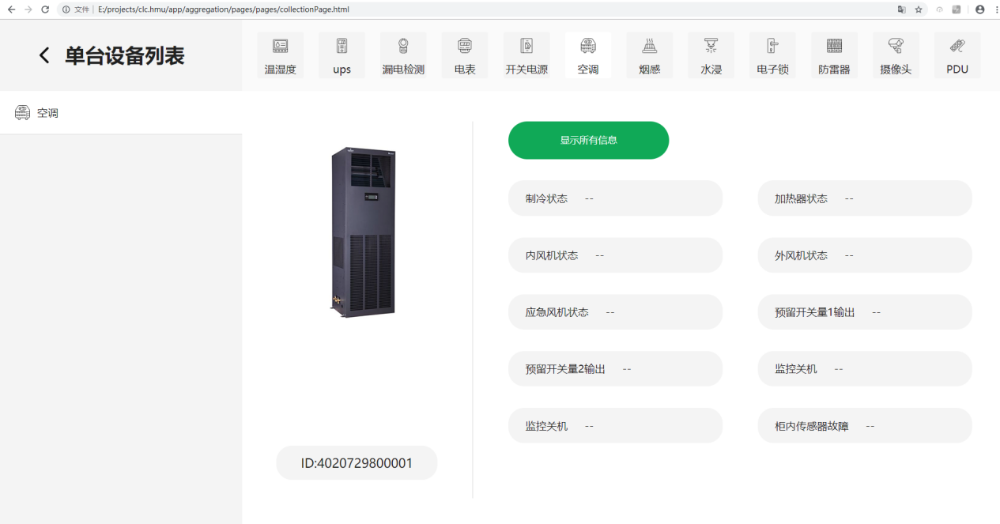 文件 E:/projects/clc.hmu/app/aggregation/pages/pages/collectionPage.html
单台设备列表
温湿度 ups 漏电检测 电表 开关电源 空调 烟感 水浸 电子锁 防雷器 摄像头 PDU
空调
显示所有信息
制冷状态 -- 加热器状态 --
内风机状态 -- 外风机状态 --
应急风机状态 -- 预留开关量1输出 --
预留开关量2输出 -- 监控关机 --
监控关机 -- 柜内传感器故障 --
ID:4020729800001